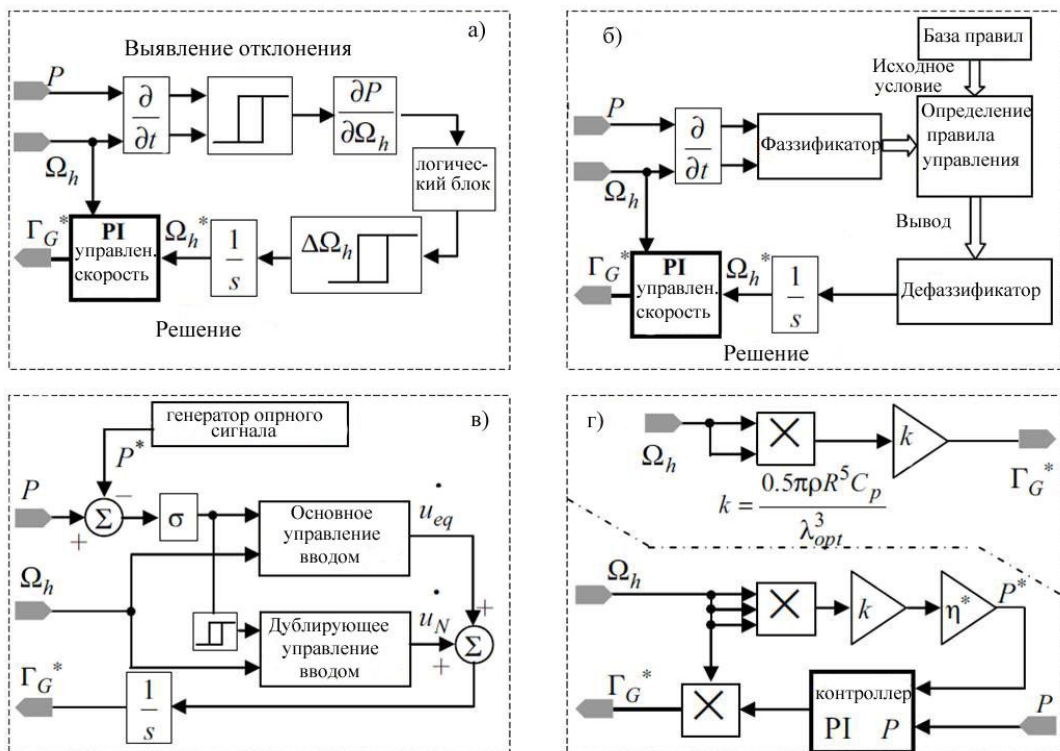 а)
Выявление отклонения
P
∂/∂t
∂P/∂Ω_h
Ω_h
логичес-
кий блок
Γ_G*
PI
управлен.
скорость
Ω_h*
1/s
ΔΩ_h
Решение
б)
База правил
Исходное
условие
P
∂/∂t
Фаззификатор
Определение
правила
управления
Ω_h
Вывод
Γ_G*
PI
управлен.
скорость
Ω_h*
1/s
Дефаззификатор
Решение
в)
генератор опрного
сигнала
P*
P
−
Σ
+
σ
Основное
управление
вводом
u_eq
Ω_h
+
Дублирующее
управление
вводом
u_N
+
Σ
Γ_G*
1/s
г)
Ω_h
×
k
Γ_G*
k = 0.5πρR⁵C_p / λ³_opt
Ω_h
×
k
η*
P*
Γ_G*
×
контроллер
PI P
P